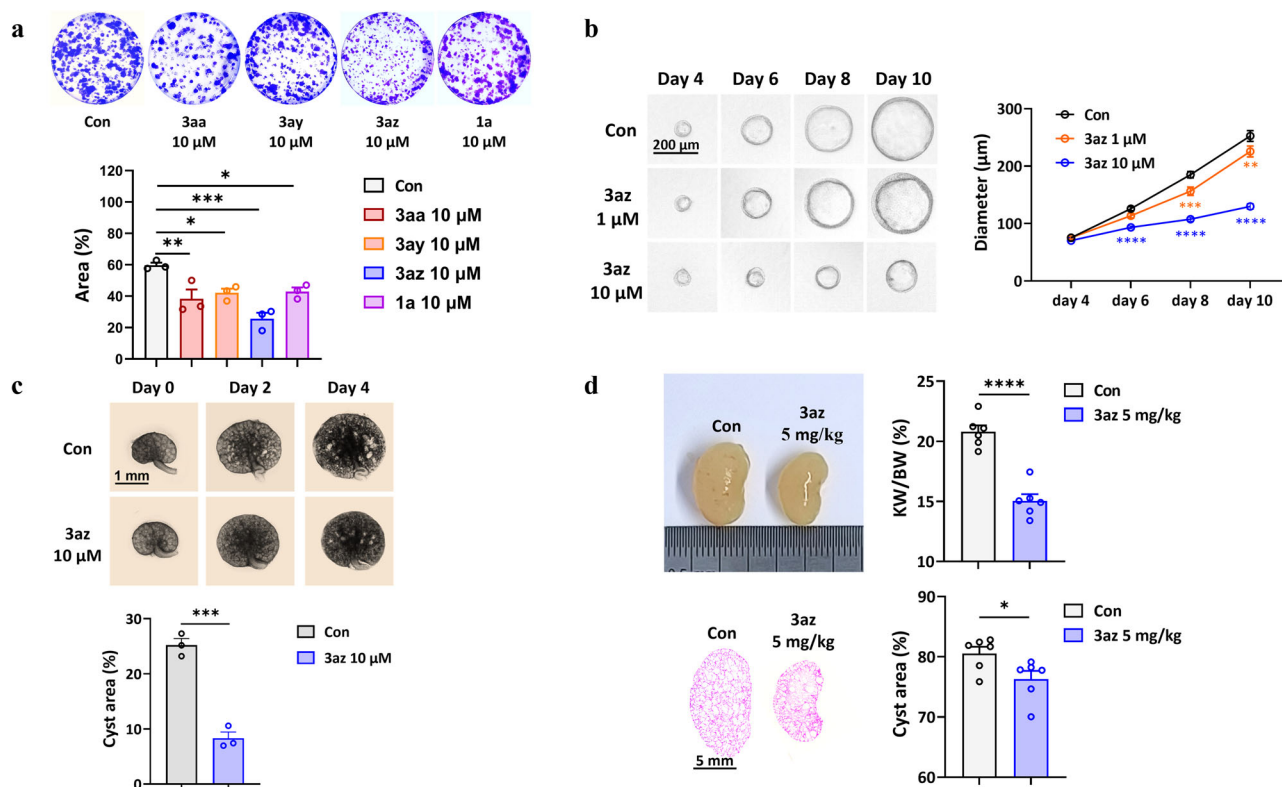 a
Con
3aa
10 µM
3ay
10 µM
3az
10 µM
1a
10 µM
120
100
80
60
40
20
0
Area (%)
*
***
*
**
Con
3aa 10 µM
3ay 10 µM
3az 10 µM
1a 10 µM
b
Day 4 Day 6 Day 8 Day 10
Con
200 µm
3az
1 µM
3az
10 µM
300
200
100
0
Diameter (µm)
Con
3az 1 µM
3az 10 µM
**
***
****
****
****
day 4 day 6 day 8 day 10
c
Day 0 Day 2 Day 4
Con
1 mm
3az
10 µM
30
20
10
0
Cyst area (%)
***
Con
3az 10 µM
d
Con
3az
5 mg/kg
25
20
15
10
KW/BW (%)
****
Con
3az 5 mg/kg
Con
3az
5 mg/kg
5 mm
90
80
70
60
Cyst area (%)
*
Con
3az 5 mg/kg